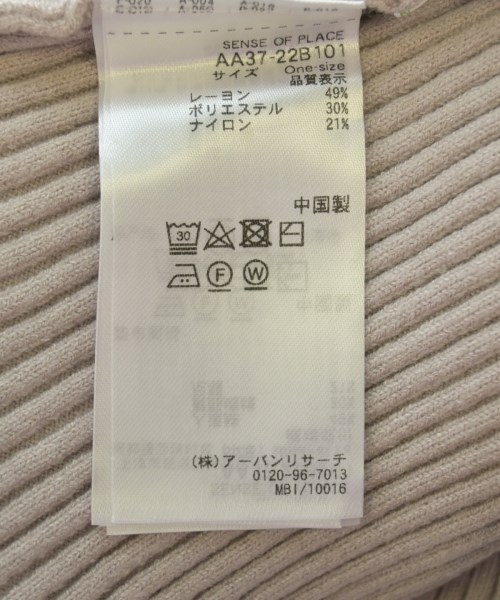 SENSE OF PLACE
AA37-22B101
サイズ One-size
品質表示
レーヨン 49%
ポリエステル 30%
ナイロン 21%
中国製
30
F W
(株)アーバンリサーチ
0120-96-7013
MBI/10016